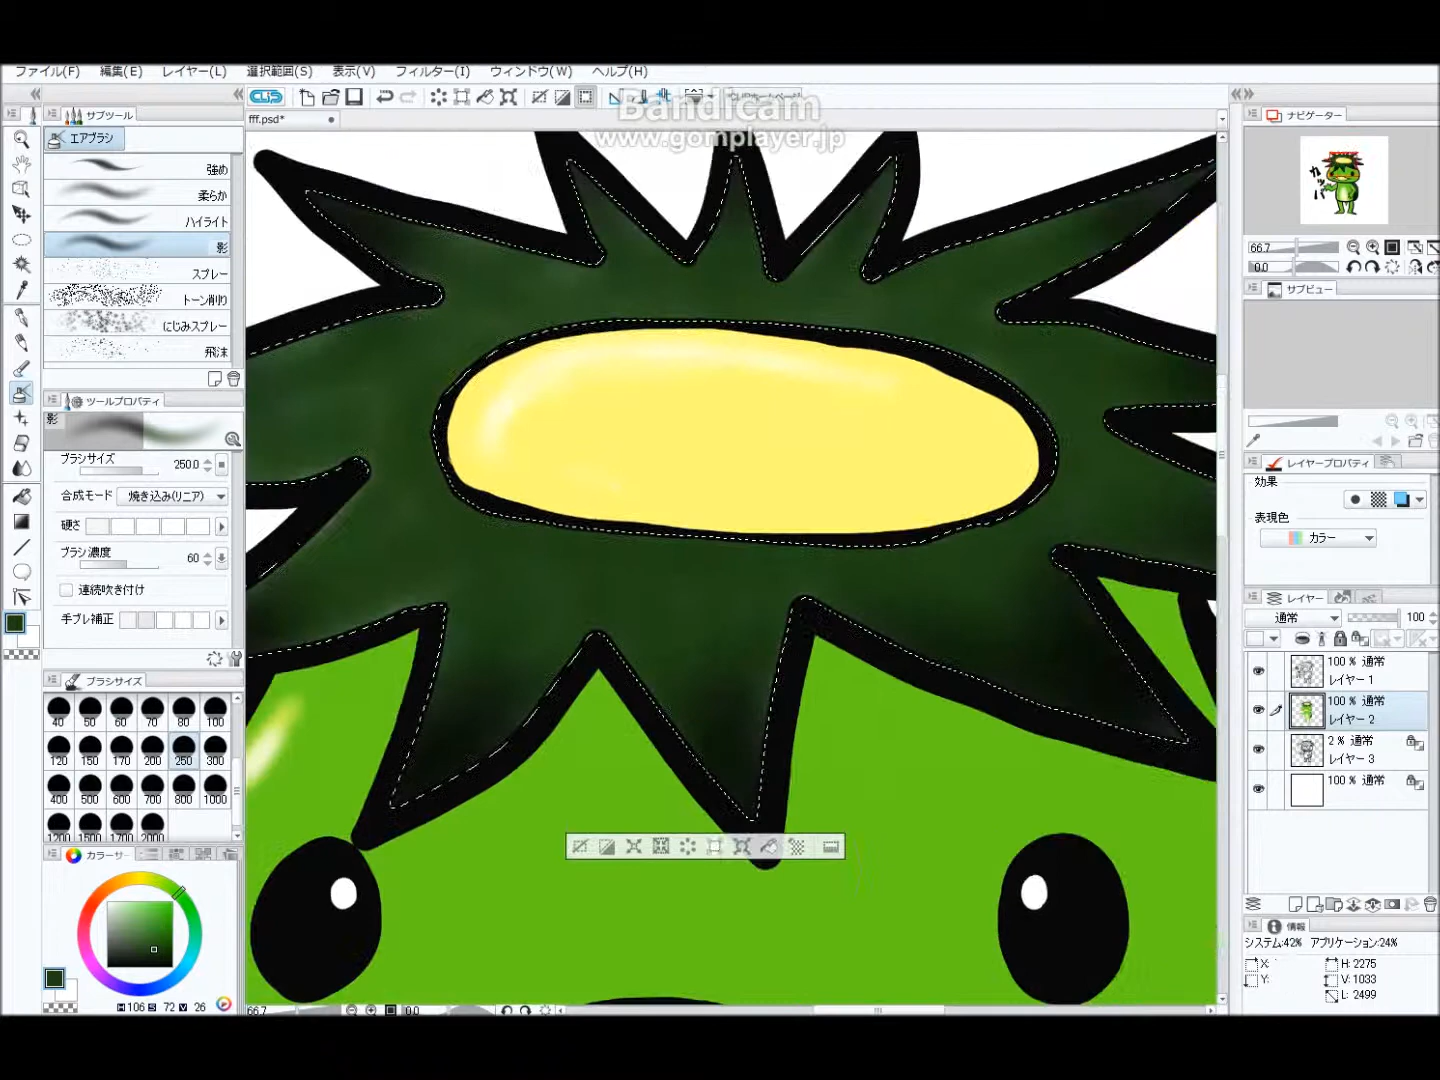 ファイル(F) 編集(E) レイヤー(L) 選択範囲(S) 表示(V) フィルター(I) ウィンドウ(W) ヘルプ(H)
CLIP
Bandicam
www.gomplayer.jp
fff.psd*
サブツール
エアブラシ
強め
柔らか
ハイライト
影
スプレー
トーン削り
にじみスプレー
飛沫
ツールプロパティ
影
ブラシサイズ 250.0
合成モード 焼き込み(リニア)
硬さ
ブラシ濃度 60
連続吹き付け
手ブレ補正
ブラシサイズ
40 50 60 70 80 100
120 150 170 200 250 300
400 500 600 700 800 1000
1200 1500 1700 2000
カラーサー
H 106 S 72 V 26
66.7 0.0
ナビゲーター
カッパ
66.7
0.0
サブビュー
レイヤープロパティ
効果
表現色
カラー
レイヤー
通常 100
100 % 通常
レイヤー 1
100 % 通常
レイヤー 2
2 % 通常
レイヤー 3
100 % 通常
情報
システム:42% アプリケーション:24%
X: H: 2275
Y: V: 1033
L: 2499